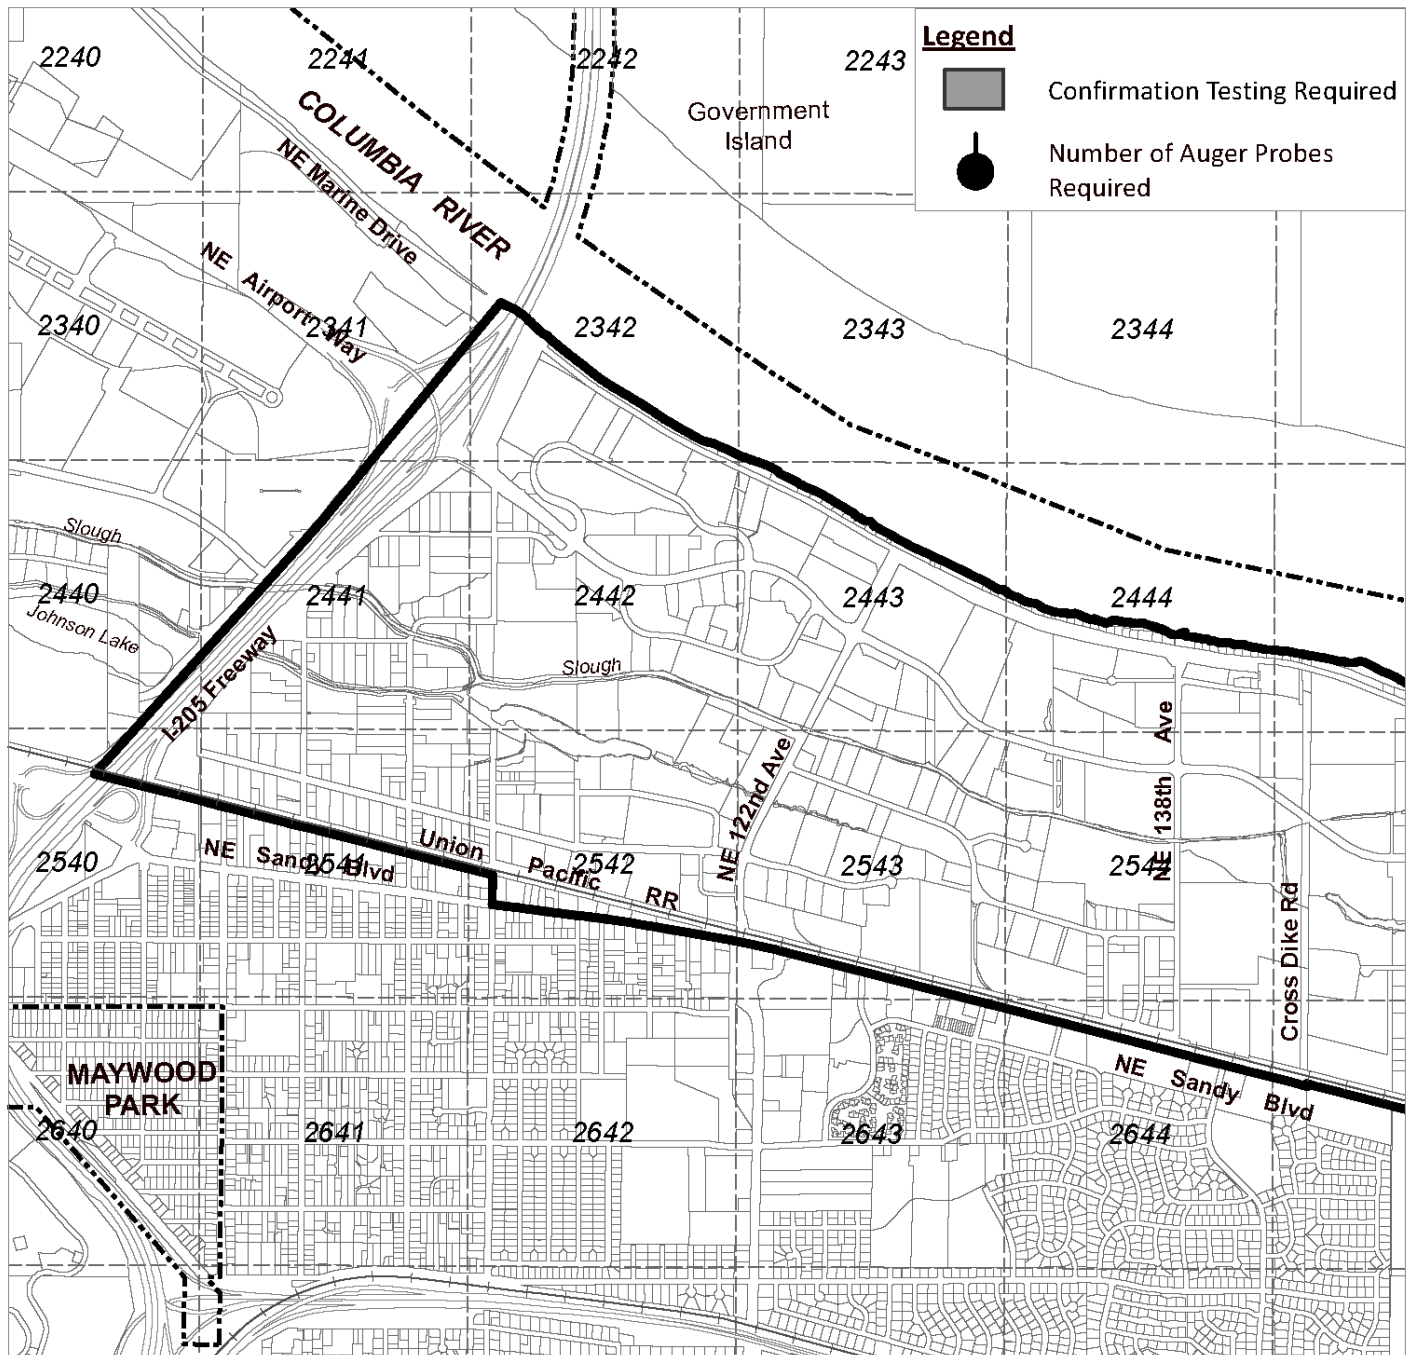 Legend
Confirmation Testing Required
Number of Auger Probes
Required
2240
2241
2242
2243
Government
Island
COLUMBIA RIVER
NE Marine Drive
NE Airport Way
2340
2341
2342
2343
2344
Slough
2440
2441
2442
2443
2444
Johnson Lake
Slough
I-205 Freeway
NE 122nd Ave
NE 138th Ave
Cross Dike Rd
2540
NE Sandy Blvd
2541
Union Pacific RR
2542
2543
2544
NE Sandy Blvd
MAYWOOD
PARK
2640
2641
2642
2643
2644